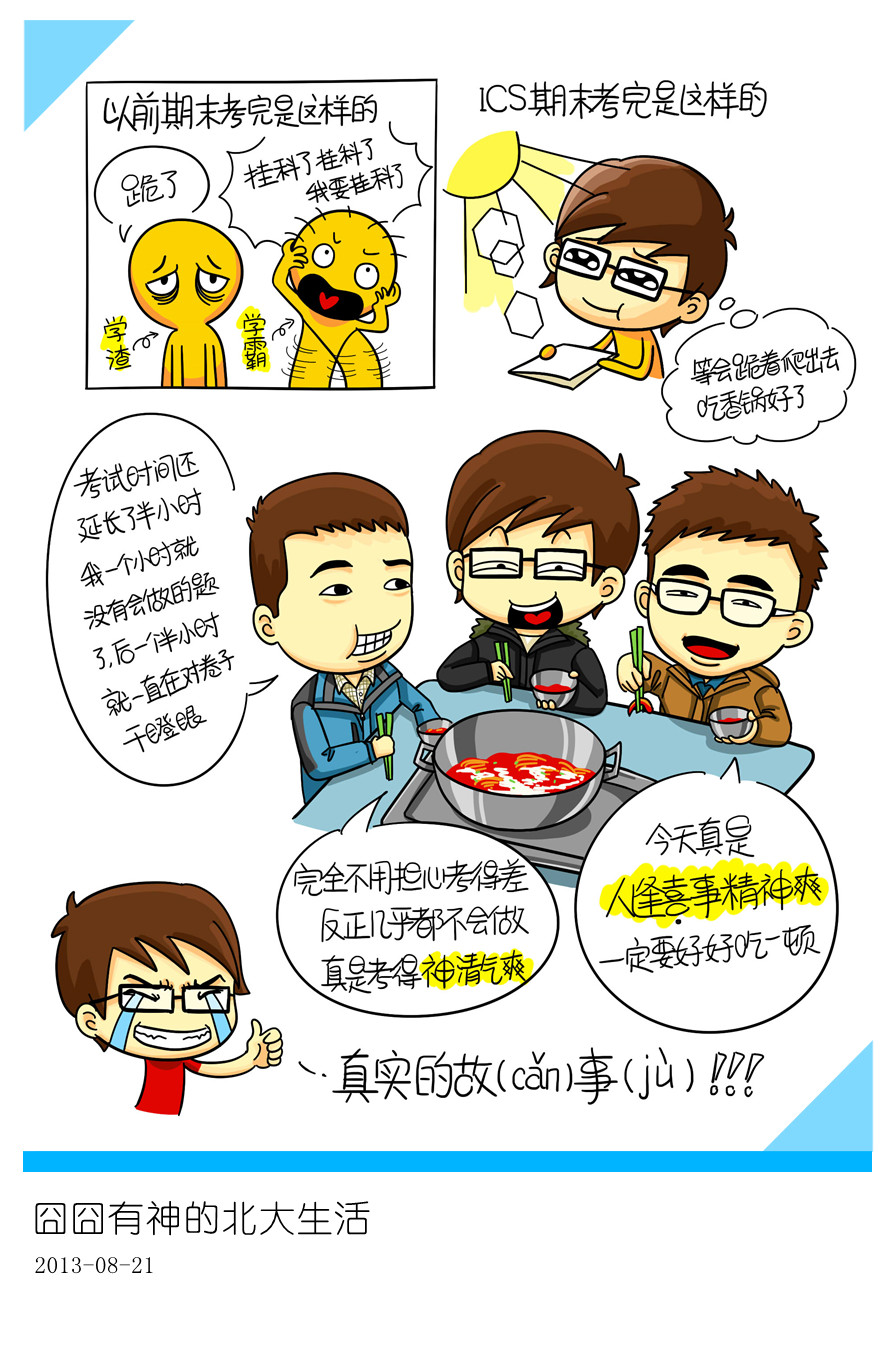 以前期末考完是这样的
跪了
挂科了挂科了
我要挂科了
学渣
学霸
ICS期末考完是这样的
等会跪着爬出去
吃香锅好了
考试时间还
延长了半小时
我一个小时就
没有会做的题
了,后一个半小时
就一直在对卷子
干瞪眼
完全不用担心考得差
反正几乎都不会做
真是考得神清气爽
今天真是
人逢喜事精神爽
一定要好好吃一顿
真实的故(cǎn)事(jù)!!!
囧囧有神的北大生活
2013-08-21